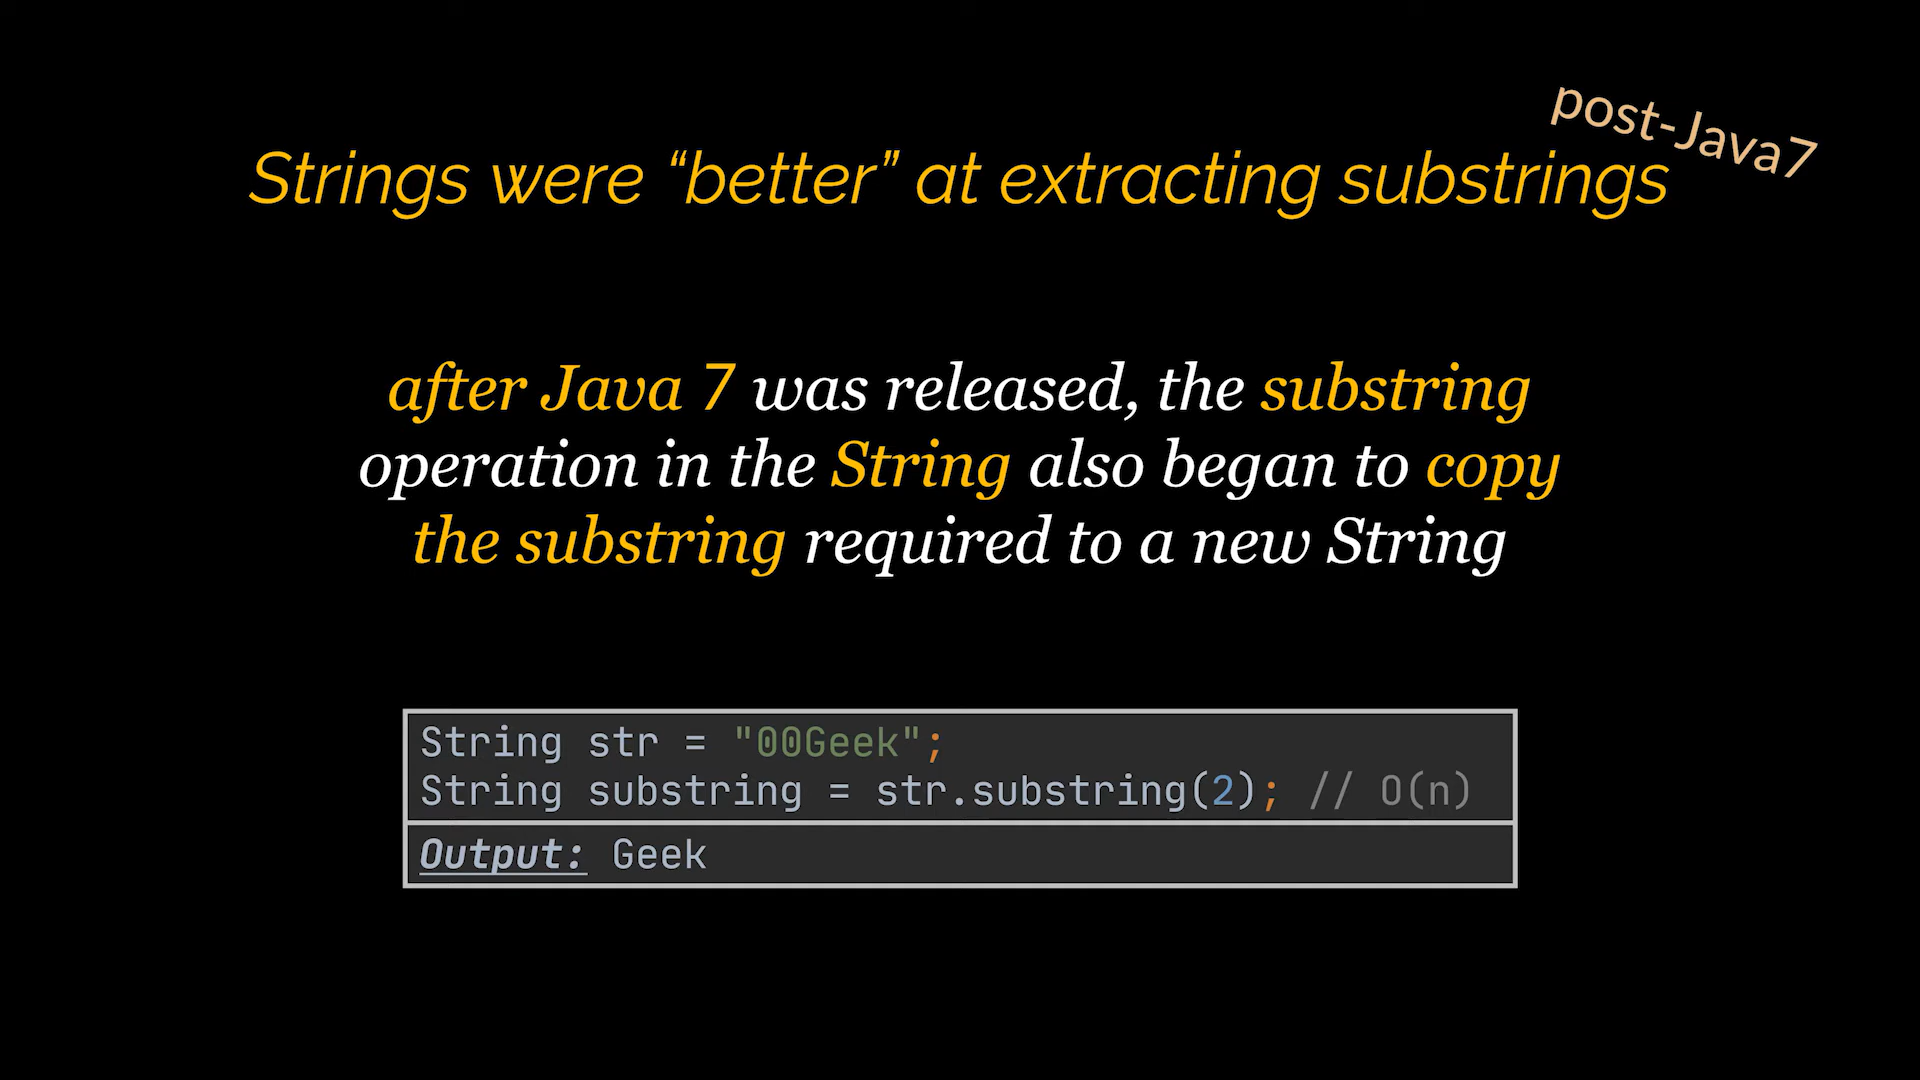 post-Java7
Strings were “better” at extracting substrings
after Java 7 was released, the substring
operation in the String also began to copy
the substring required to a new String
String str = "00Geek";
String substring = str.substring(2); // O(n)
Output: Geek